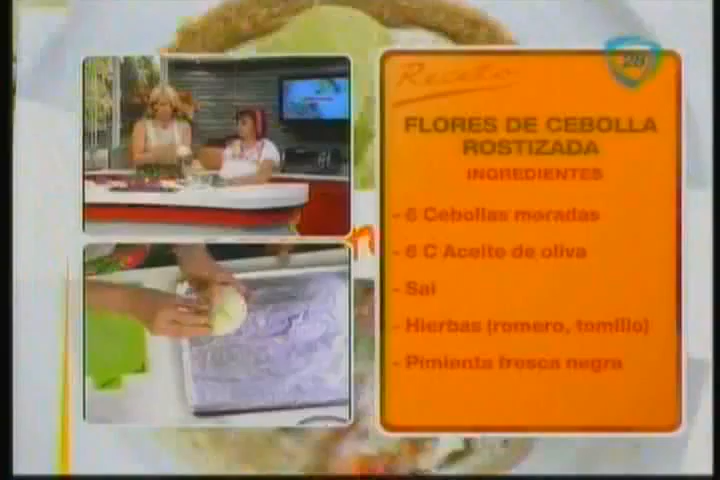 Receta
28
FLORES DE CEBOLLA
ROSTIZADA
INGREDIENTES
- 6 Cebollas moradas
- 6 C Aceite de oliva
- Sal
- Hierbas (romero, tomillo)
- Pimienta fresca negra